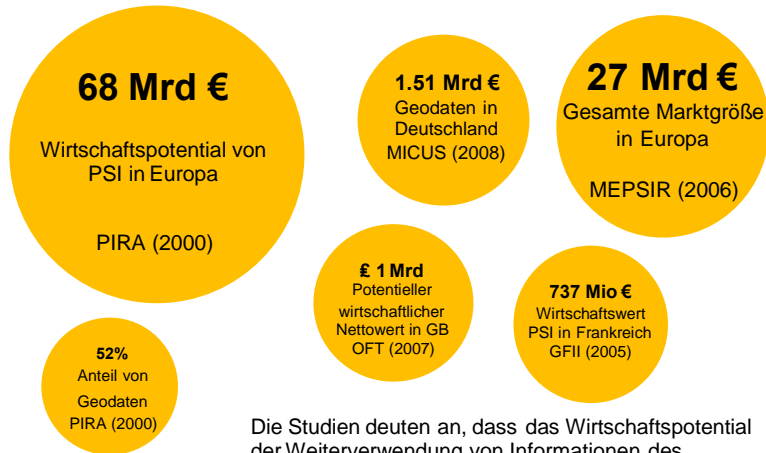 68 Mrd €
Wirtschaftspotential von
PSI in Europa
PIRA (2000)
1.51 Mrd €
Geodaten in
Deutschland
MICUS (2008)
27 Mrd €
Gesamte Marktgröße
in Europa
MEPSIR (2006)
₤ 1 Mrd
Potentieller
wirtschaftlicher
Nettowert in GB
OFT (2007)
737 Mio €
Wirtschaftswert
PSI in Frankreich
GFII (2005)
52%
Anteil von
Geodaten
PIRA (2000)
Die Studien deuten an, dass das Wirtschaftspotential
der Weiterverwendung von Informationen des